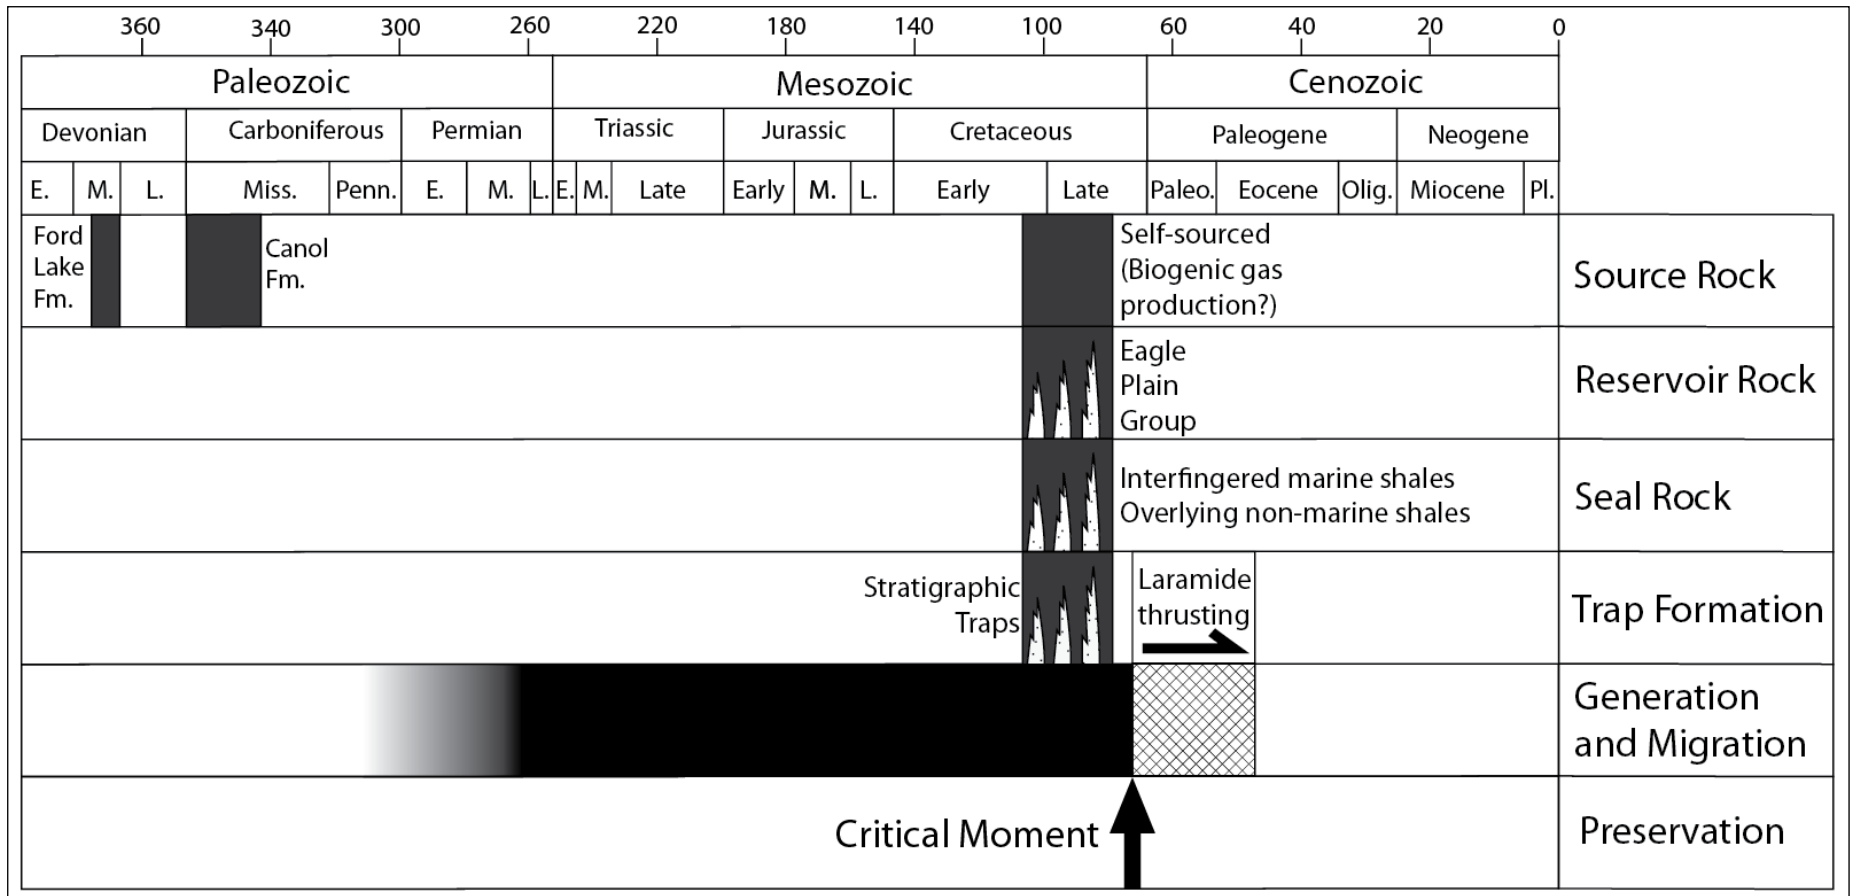 360 340 300 260 220 180 140 100 60 40 20 0
Paleozoic Mesozoic Cenozoic
Devonian Carboniferous Permian Triassic Jurassic Cretaceous Paleogene Neogene
E. M. L. Miss. Penn. E. M. L. E. M. Late Early M. L. Early Late Paleo. Eocene Olig. Miocene Pl.
Ford
Lake
Fm.
Canol
Fm.
Self-sourced
(Biogenic gas
production?)
Source Rock
Eagle
Plain
Group
Reservoir Rock
Interfingered marine shales
Overlying non-marine shales
Seal Rock
Stratigraphic
Traps
Laramide
thrusting
Trap Formation
Generation
and Migration
Critical Moment
Preservation